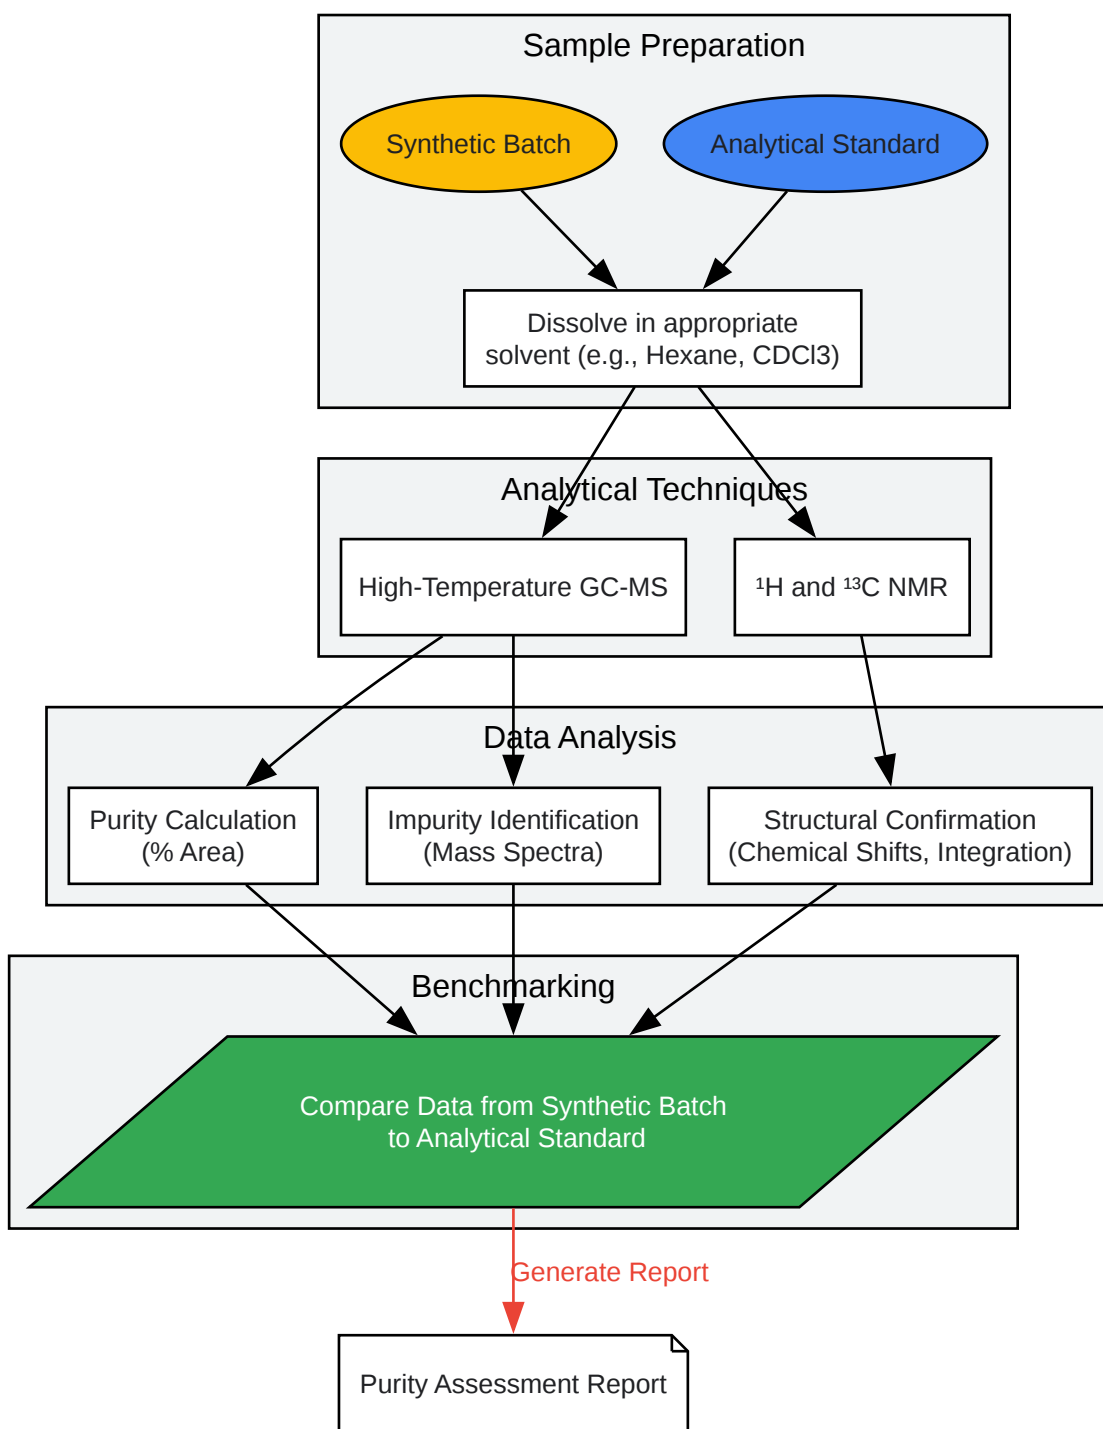 Sample Preparation
Synthetic Batch
Analytical Standard
Dissolve in appropriate
solvent (e.g., Hexane, CDCl3)
Analytical Techniques
High-Temperature GC-MS
¹H and ¹³C NMR
Data Analysis
Purity Calculation
(% Area)
Impurity Identification
(Mass Spectra)
Structural Confirmation
(Chemical Shifts, Integration)
Benchmarking
Compare Data from Synthetic Batch
to Analytical Standard
Generate Report
Purity Assessment Report